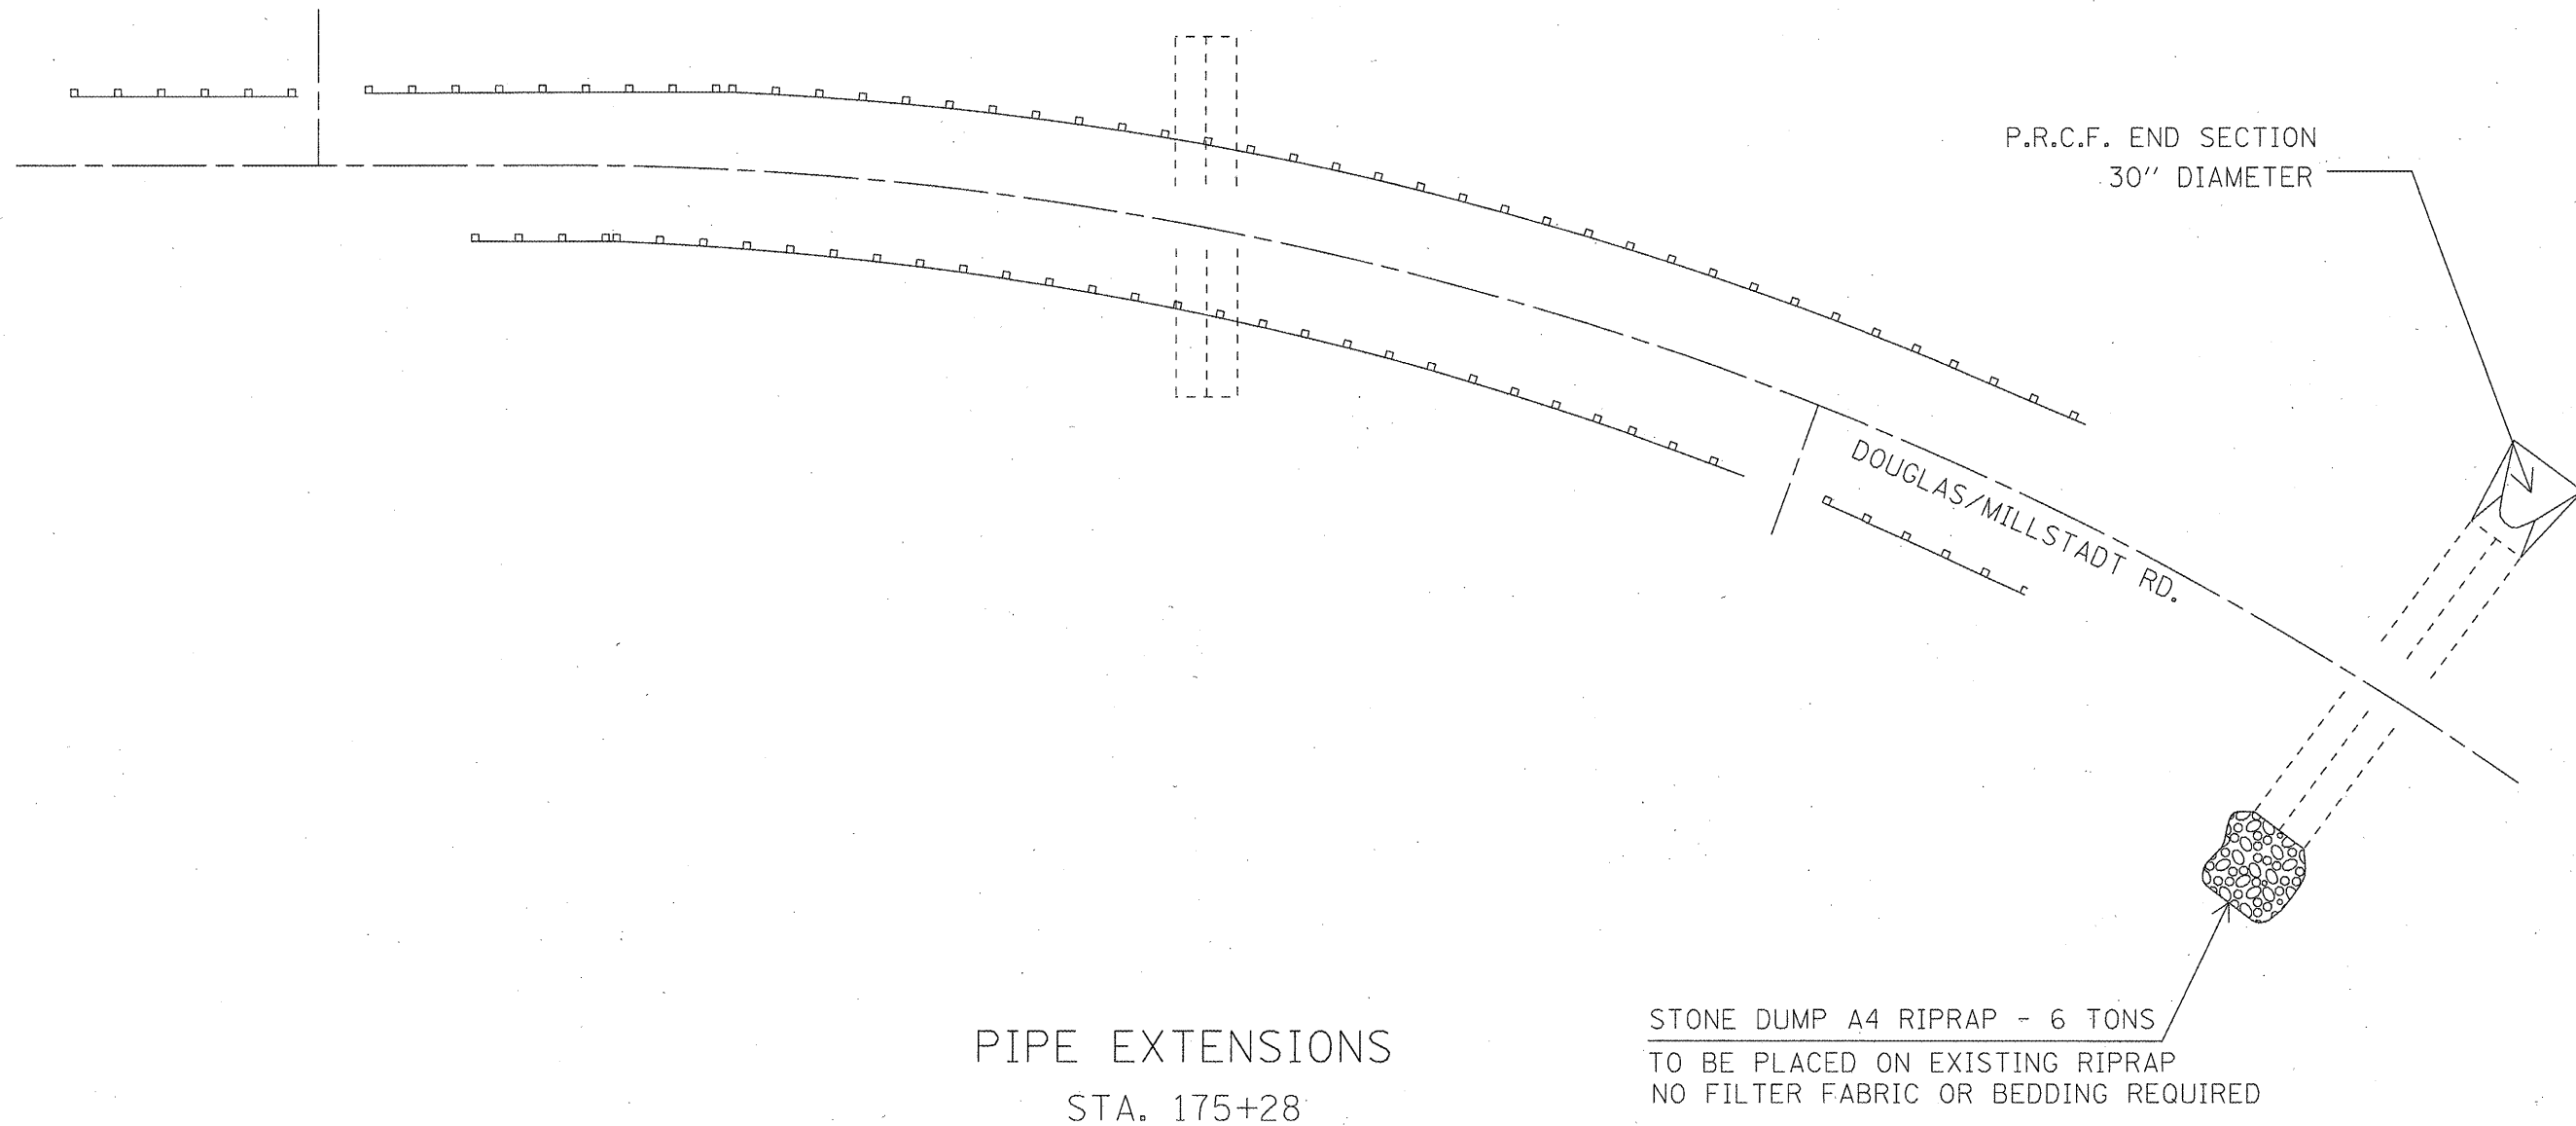 P.R.C.F. END SECTION
30" DIAMETER
DOUGLAS/MILLSTADT RD.
STONE DUMP A4 RIPRAP - 6 TONS
TO BE PLACED ON EXISTING RIPRAP
NO FILTER FABRIC OR BEDDING REQUIRED
PIPE EXTENSIONS
STA. 175+28